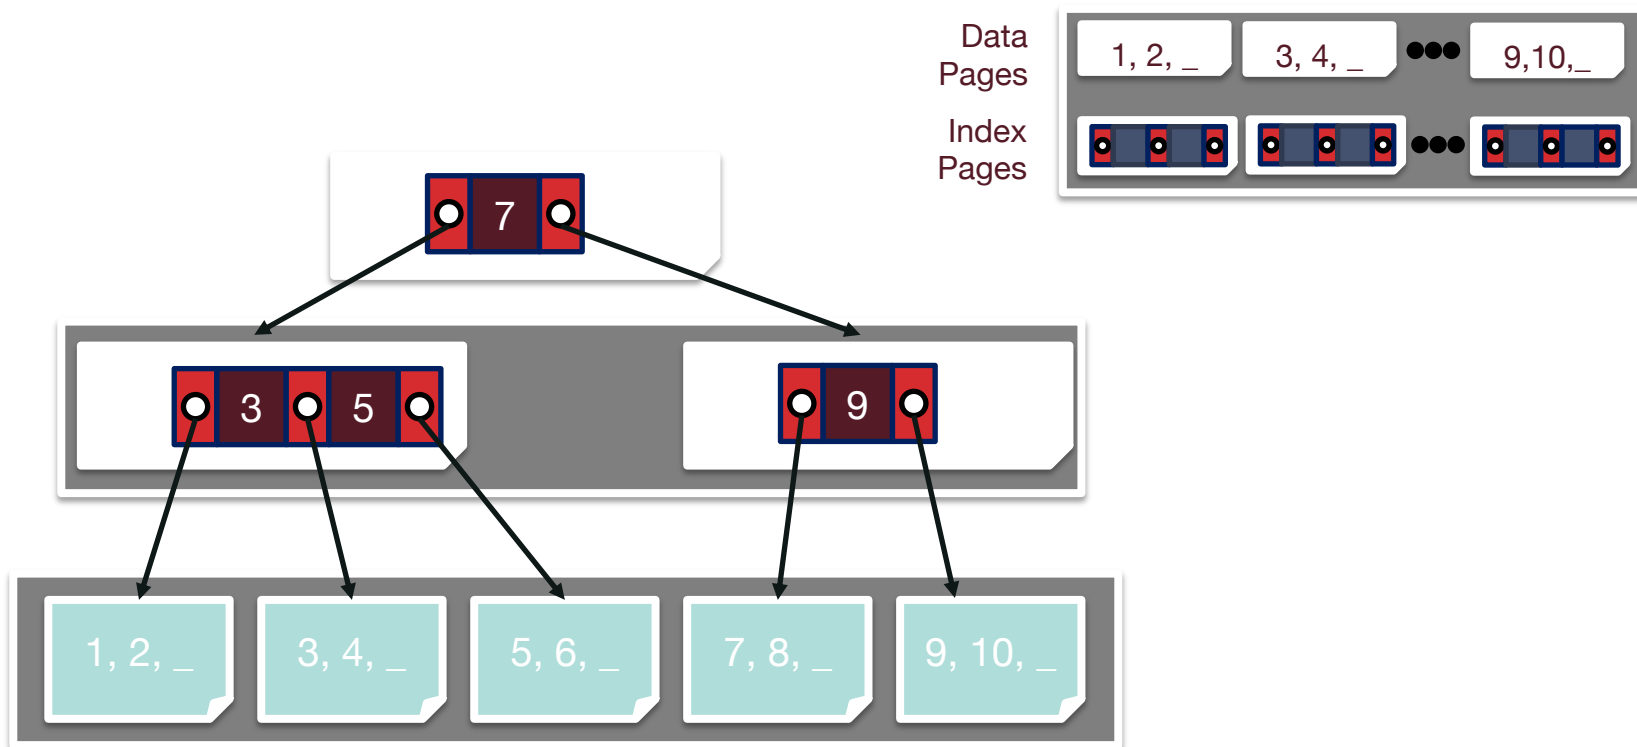 Data
Pages
1, 2, _
3, 4, _
9,10,_
Index
Pages
7
3
5
9
1, 2, _
3, 4, _
5, 6, _
7, 8, _
9, 10, _